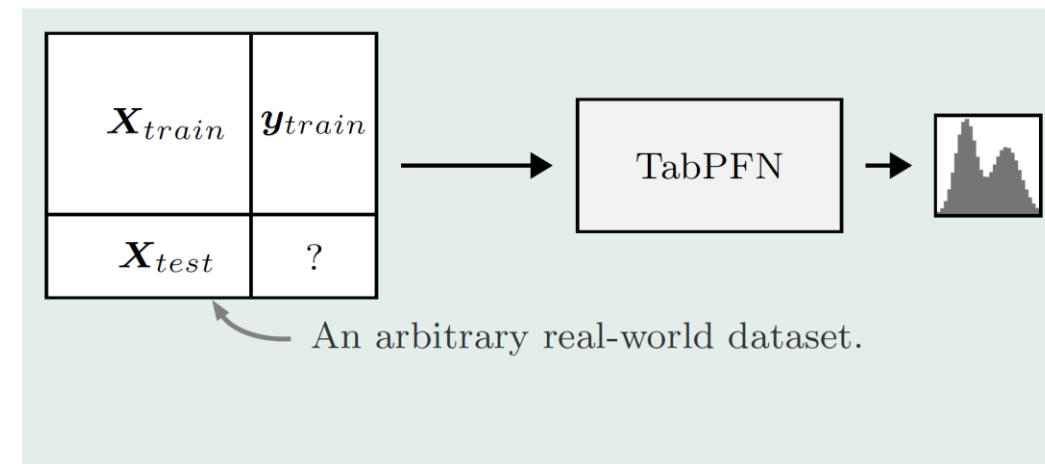 X_train y_train
X_test ?
TabPFN
An arbitrary real-world dataset.